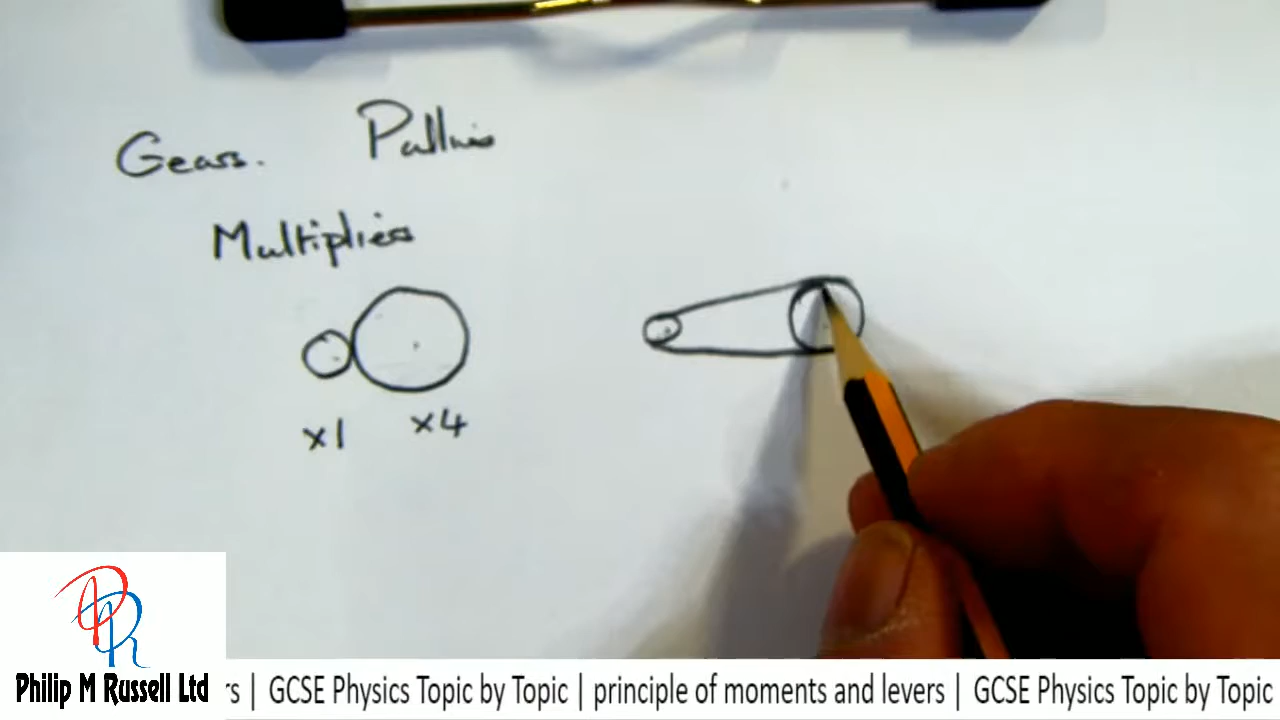 Gears. Pullies
Multipliers
x1 x4
Philip M Russell Ltd
rs | GCSE Physics Topic by Topic | principle of moments and levers | GCSE Physics Topic by Topic